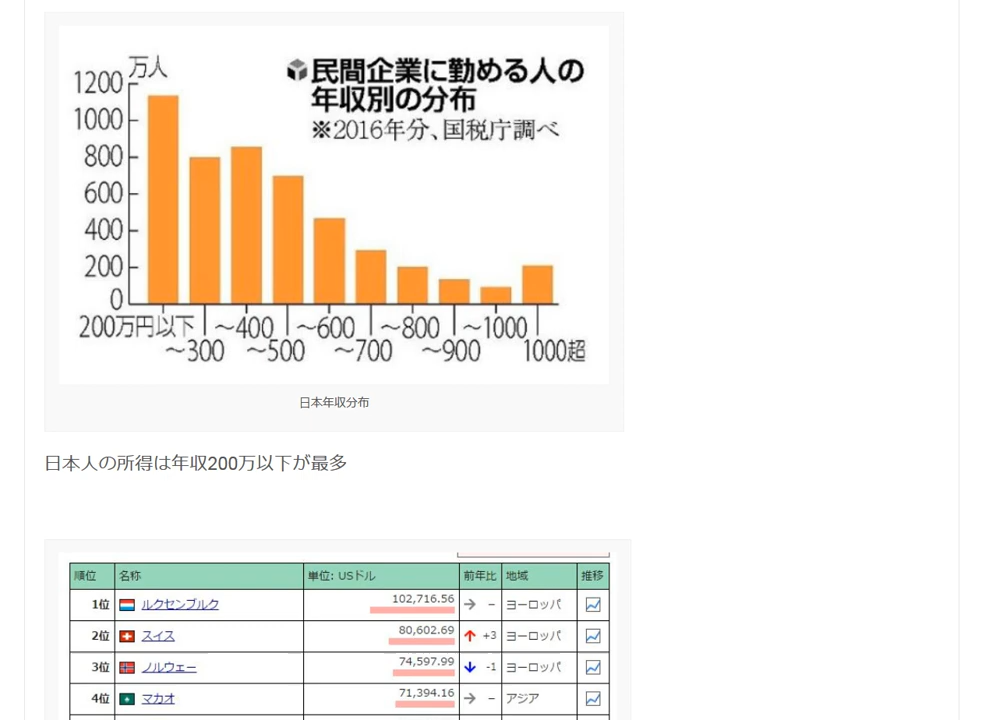 万人
民間企業に勤める人の
年収別の分布
※2016年分、国税庁調べ
1200
1000
800
600
400
200
0
200万円以下 ～400 ～600 ～800 ～1000
～300 ～500 ～700 ～900 1000超
日本年収分布
日本人の所得は年収200万以下が最多
順位 名称 単位: USドル 前年比 地域 推移
1位 ルクセンブルク 102,716.56 － ヨーロッパ
2位 スイス 80,602.69 +3 ヨーロッパ
3位 ノルウェー 74,597.99 -1 ヨーロッパ
4位 マカオ 71,394.16 － アジア